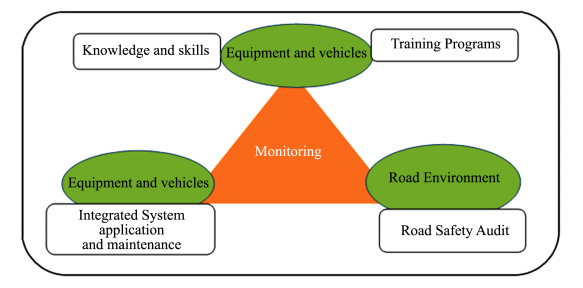 Knowledge and skills
Equipment and vehicles
Training Programs
Monitoring
Equipment and vehicles
Integrated System
application
and maintenance
Road Environment
Road Safety Audit